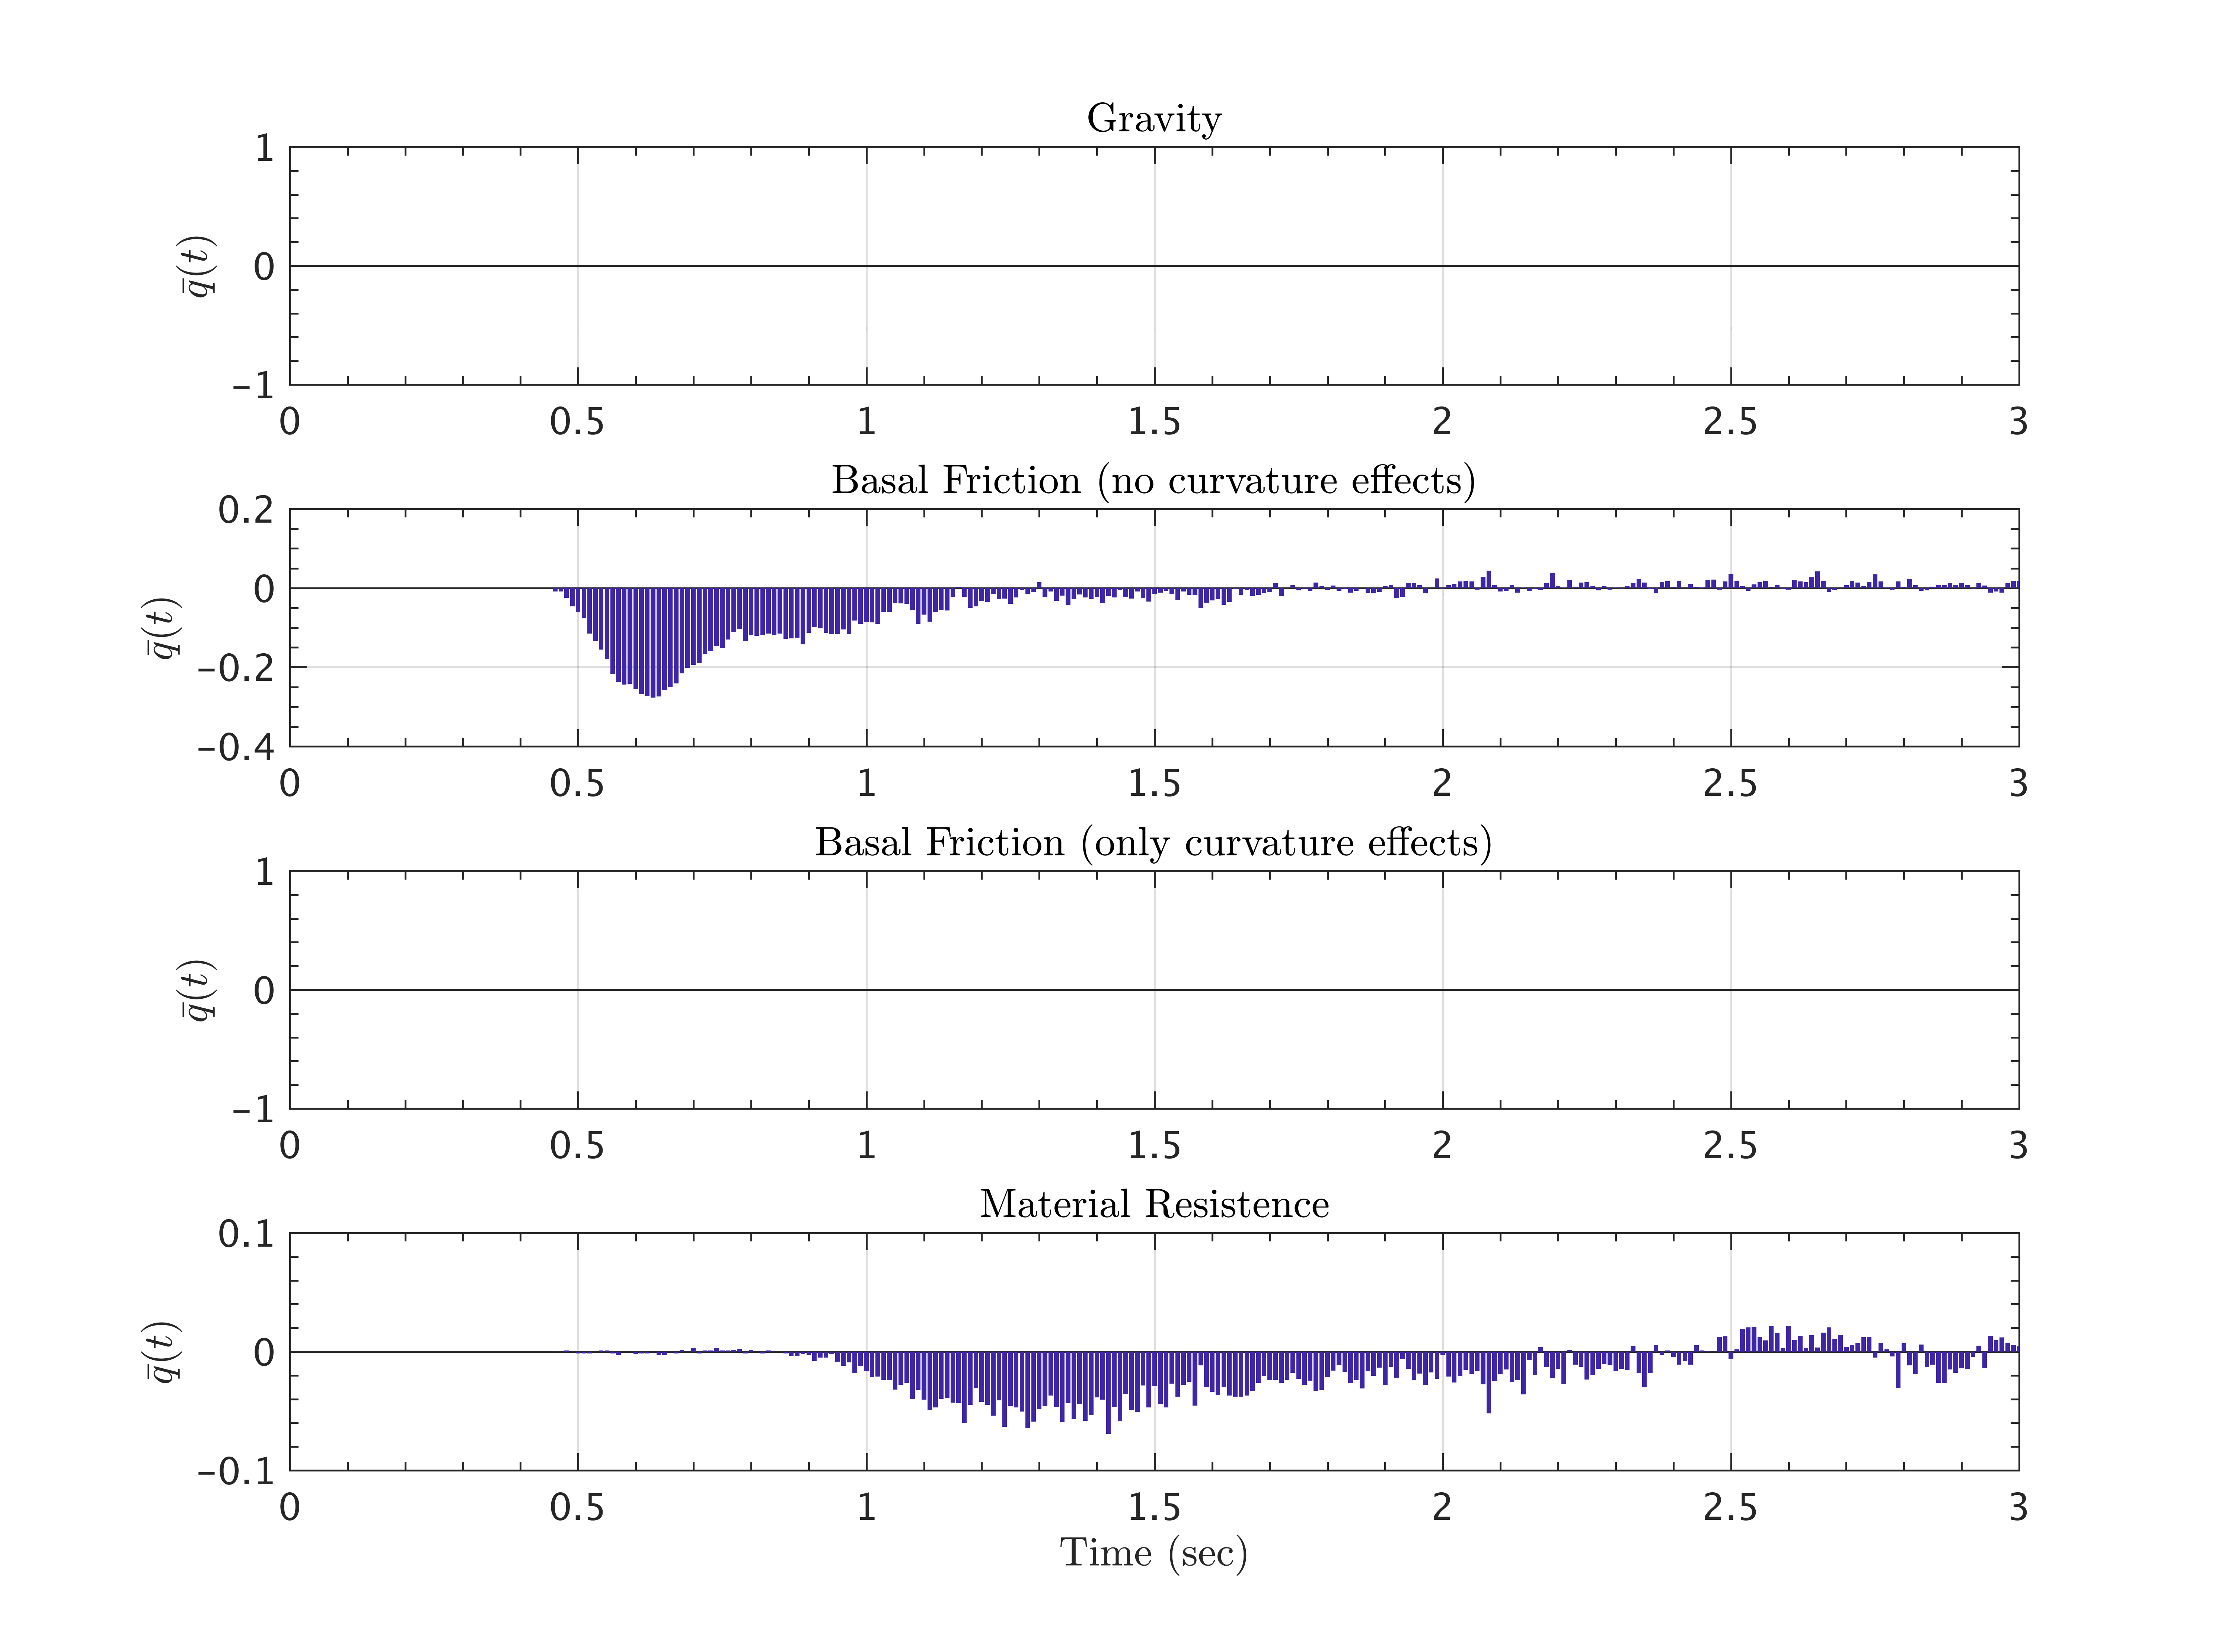 Gravity
1
0
−1
q̄(t)
0 0.5 1 1.5 2 2.5 3
Basal Friction (no curvature effects)
0.2
0
−0.2
−0.4
q̄(t)
0 0.5 1 1.5 2 2.5 3
Basal Friction (only curvature effects)
1
0
−1
q̄(t)
0 0.5 1 1.5 2 2.5 3
Material Resistence
0.1
0
−0.1
q̄(t)
0 0.5 1 1.5 2 2.5 3
Time (sec)